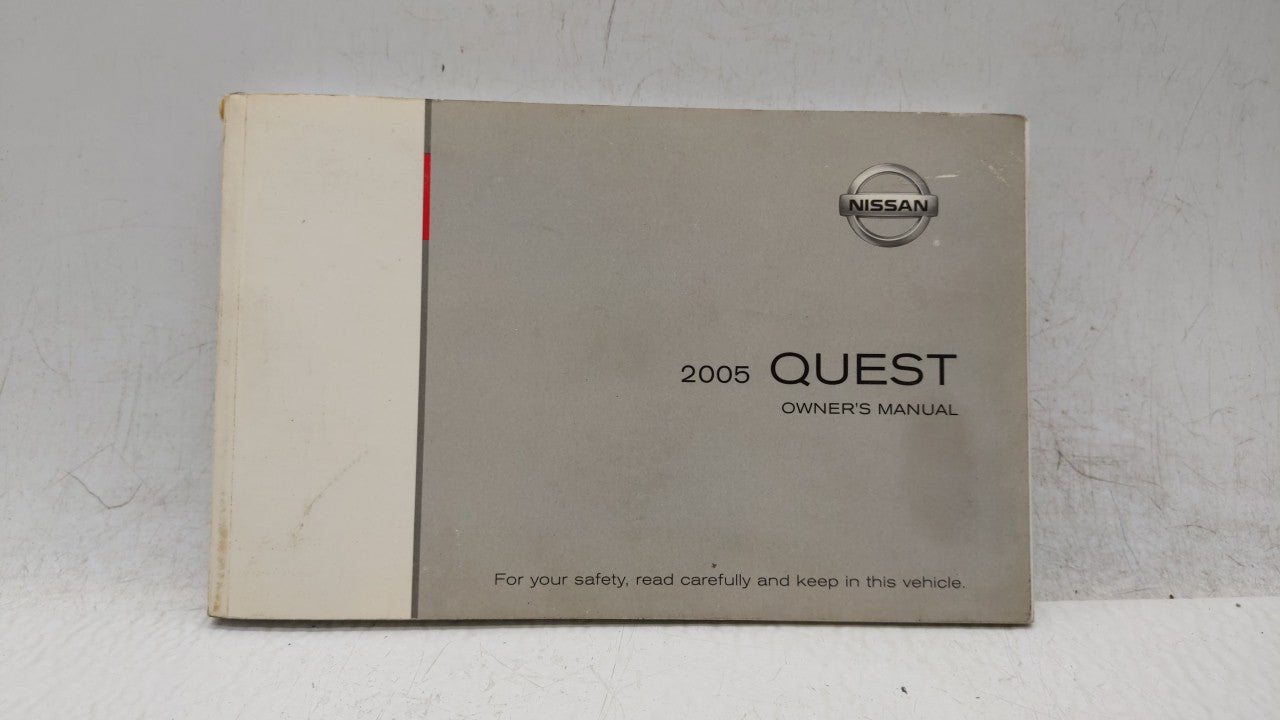 NISSAN
2005 QUEST
OWNER'S MANUAL
For your safety, read carefully and keep in this vehicle.